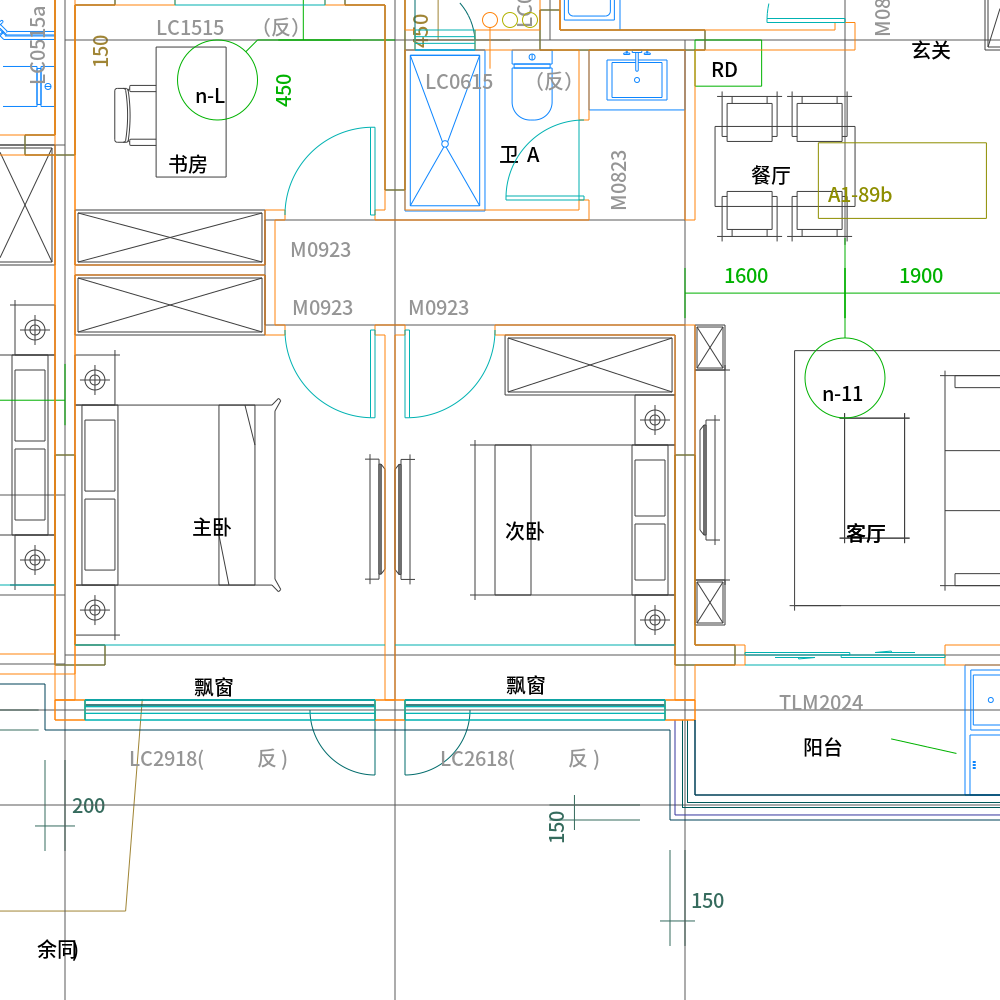 LC0515a
150
LC1515 (反)
450
玄关
LC0615 (反)
RD
n-L
450
书房
卫 A
M0823
餐厅
A1-89b
M0923
1600
1900
M0923
M0923
n-11
主卧
次卧
客厅
飘窗
飘窗
TLM2024
阳台
LC2918( 反 )
LC2618( 反 )
200
150
150
余同)